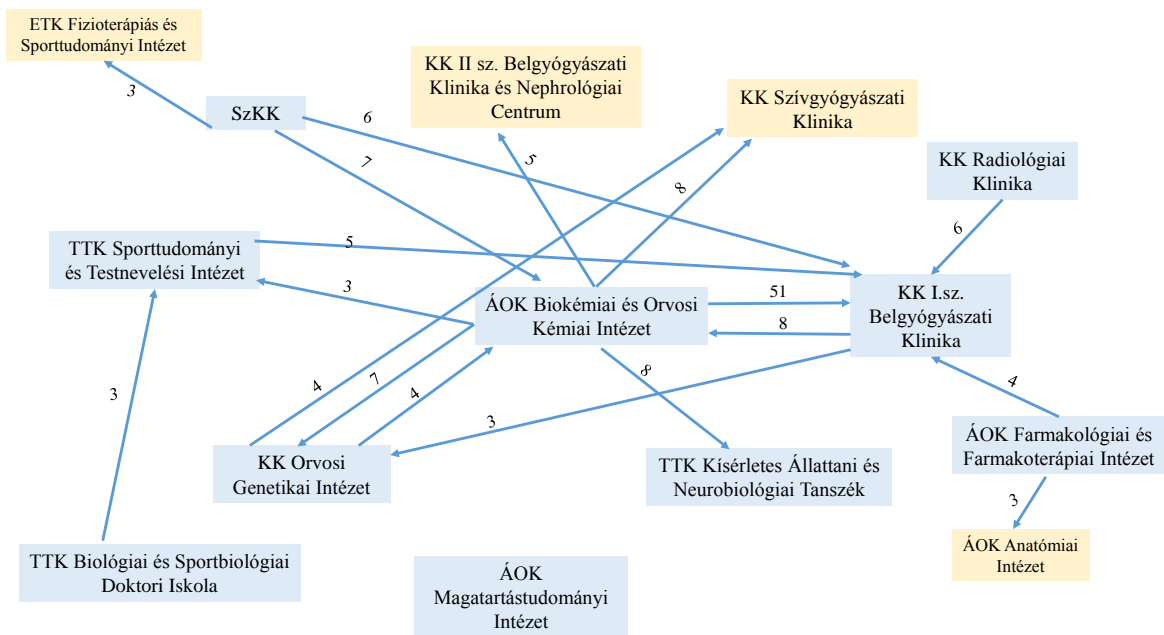 ETK Fizioterápiás és
Sporttudományi Intézet
3
SzKK
6
7
KK II sz. Belgyógyászati
Klinika és Nephrológiai
Centrum
5
KK Szívgyógyászati
Klinika
8
KK Radiológiai
Klinika
6
TTK Sporttudományi
és Testnevelési Intézet
5
3
ÁOK Biokémiai és Orvosi
Kémiai Intézet
51
8
KK I.sz.
Belgyógyászati
Klinika
3
4
7
4
8
3
4
KK Orvosi
Genetikai Intézet
TTK Kísérletes Állattani és
Neurobiológiai Tanszék
ÁOK Farmakológiai és
Farmakoterápiai Intézet
3
ÁOK Anatómiai
Intézet
TTK Biológiai és Sportbiológiai
Doktori Iskola
ÁOK
Magatartástudományi
Intézet